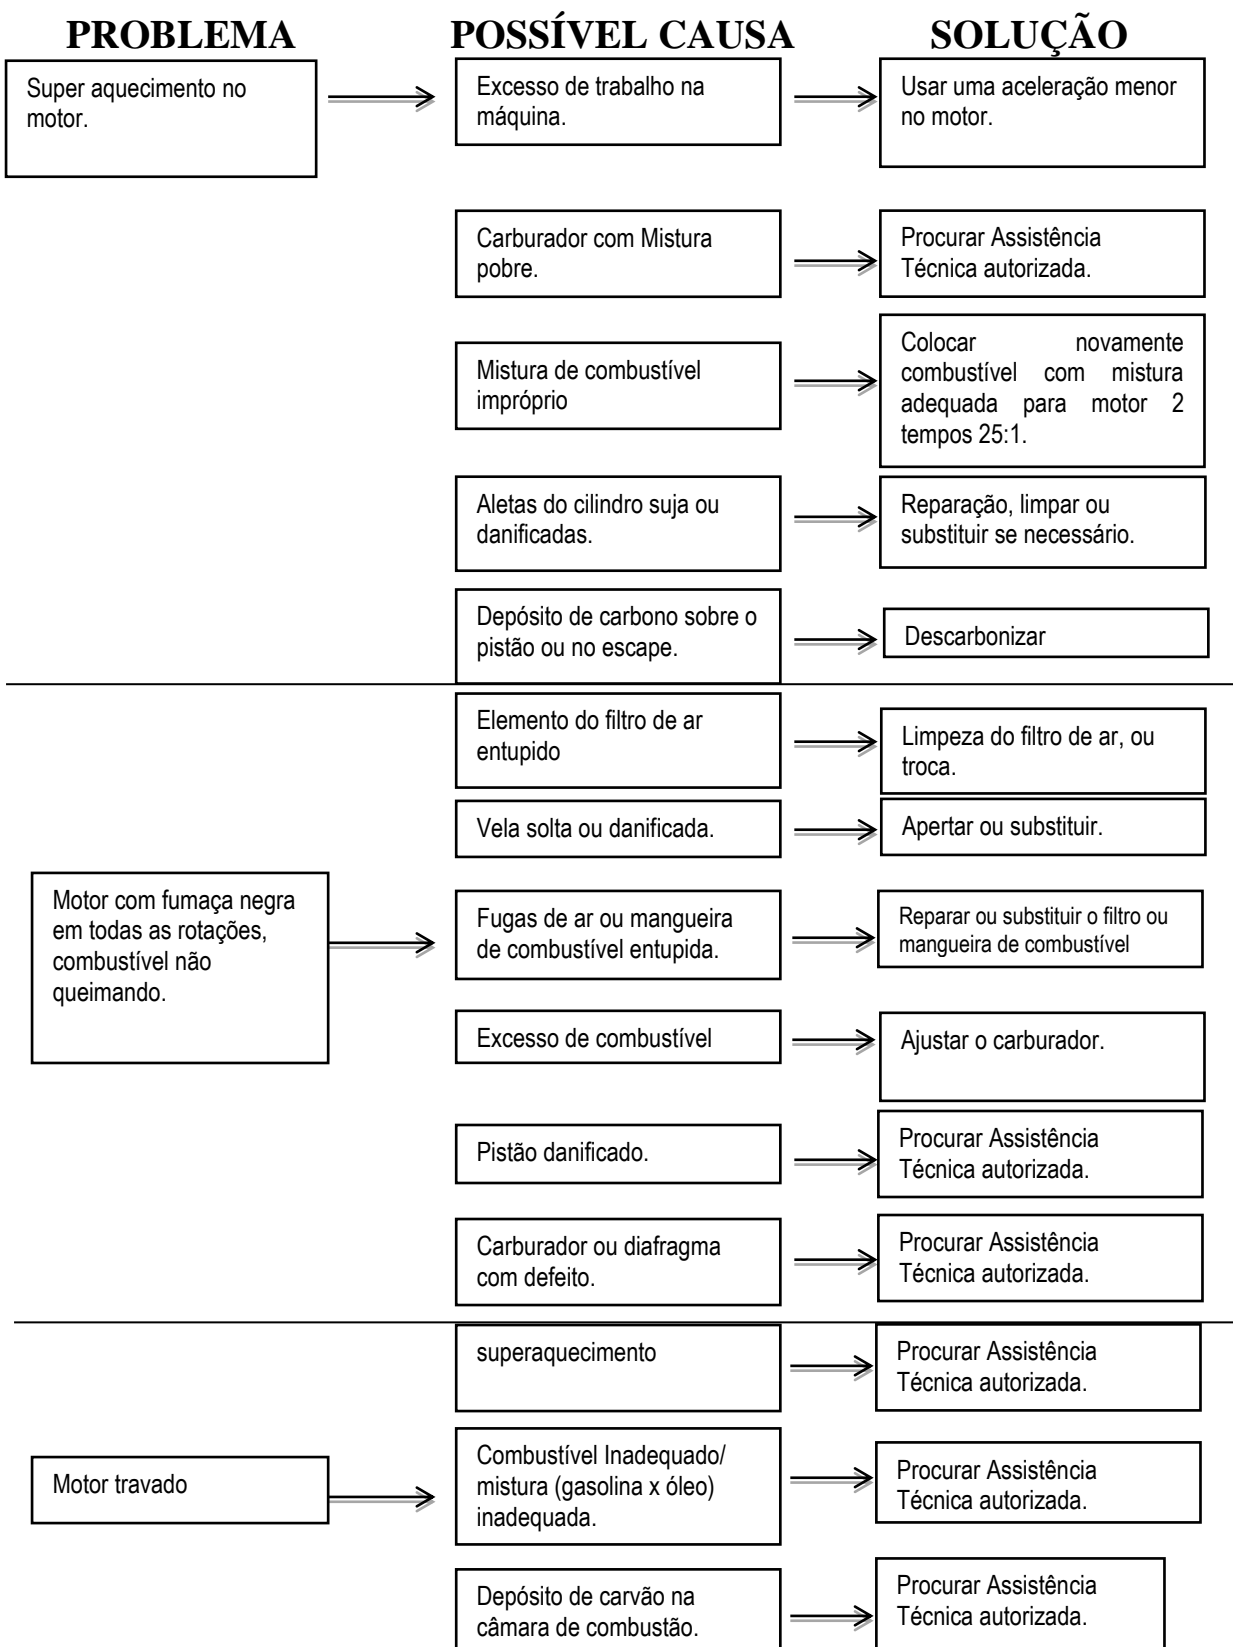 PROBLEMA POSSÍVEL CAUSA SOLUÇÃO
Super aquecimento no
motor.
Excesso de trabalho na
máquina.
Usar uma aceleração menor
no motor.
Carburador com Mistura
pobre.
Procurar Assistência
Técnica autorizada.
Mistura de combustível
impróprio
Colocar novamente
combustível com mistura
adequada para motor 2
tempos 25:1.
Aletas do cilindro suja ou
danificadas.
Reparação, limpar ou
substituir se necessário.
Depósito de carbono sobre o
pistão ou no escape.
Descarbonizar
Elemento do filtro de ar
entupido
Limpeza do filtro de ar, ou
troca.
Vela solta ou danificada.
Apertar ou substituir.
Motor com fumaça negra
em todas as rotações,
combustível não
queimando.
Fugas de ar ou mangueira
de combustível entupida.
Reparar ou substituir o filtro ou
mangueira de combustível
Excesso de combustível
Ajustar o carburador.
Pistão danificado.
Procurar Assistência
Técnica autorizada.
Carburador ou diafragma
com defeito.
Procurar Assistência
Técnica autorizada.
superaquecimento
Procurar Assistência
Técnica autorizada.
Motor travado
Combustível Inadequado/
mistura (gasolina x óleo)
inadequada.
Procurar Assistência
Técnica autorizada.
Depósito de carvão na
câmara de combustão.
Procurar Assistência
Técnica autorizada.